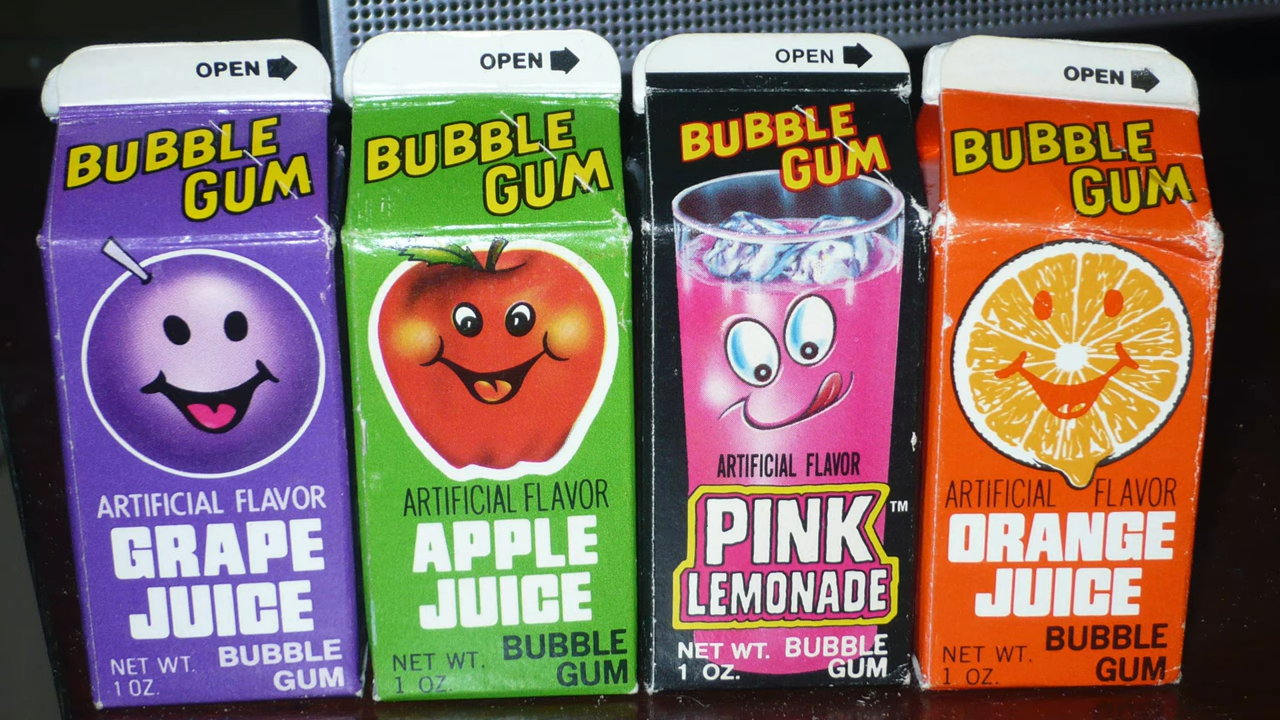 OPEN
BUBBLE
GUM
ARTIFICIAL FLAVOR
GRAPE
JUICE
NET WT.
1 OZ.
BUBBLE
GUM
OPEN
BUBBLE
GUM
ARTIFICIAL FLAVOR
APPLE
JUICE
NET WT.
1 OZ.
BUBBLE
GUM
OPEN
BUBBLE
GUM
ARTIFICIAL FLAVOR
PINK
LEMONADE
™
NET WT.
1 OZ.
BUBBLE
GUM
OPEN
BUBBLE
GUM
ARTIFICIAL FLAVOR
ORANGE
JUICE
NET WT.
1 OZ.
BUBBLE
GUM